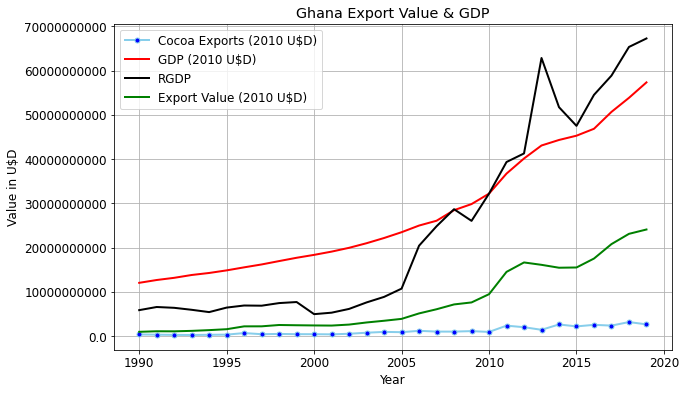 Ghana Export Value & GDP
70000000000
60000000000
50000000000
40000000000
30000000000
20000000000
10000000000
0.0
Value in U$D
Cocoa Exports (2010 U$D)
GDP (2010 U$D)
RGDP
Export Value (2010 U$D)
1990 1995 2000 2005 2010 2015 2020
Year